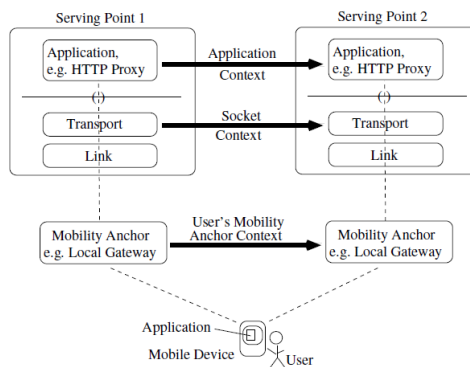 Serving Point 1
Serving Point 2
Application,
e.g. HTTP Proxy
Application
Context
Application,
e.g. HTTP Proxy
Transport
Socket
Context
Transport
Link
Link
Mobility Anchor
e.g. Local Gateway
User's Mobility
Anchor Context
Mobility Anchor
e.g. Local Gateway
Application
Mobile Device
User